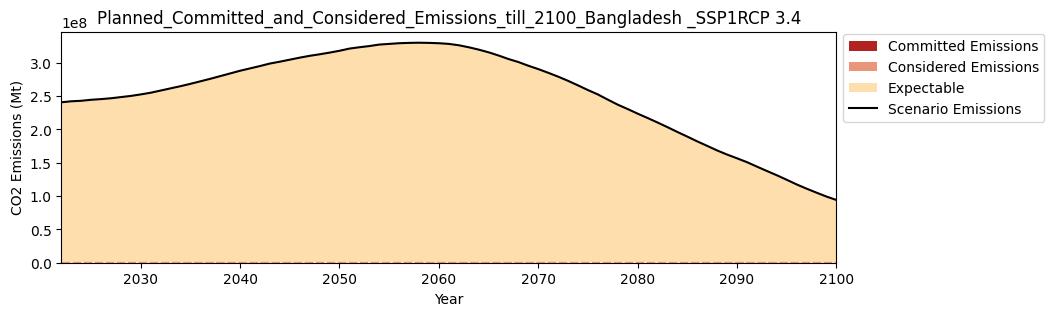 Planned_Committed_and_Considered_Emissions_till_2100_Bangladesh _SSP1RCP 3.4
1e8
3.0
2.5
2.0
1.5
1.0
0.5
0.0
CO2 Emissions (Mt)
2030 2040 2050 2060 2070 2080 2090 2100
Year
Committed Emissions
Considered Emissions
Expectable
Scenario Emissions